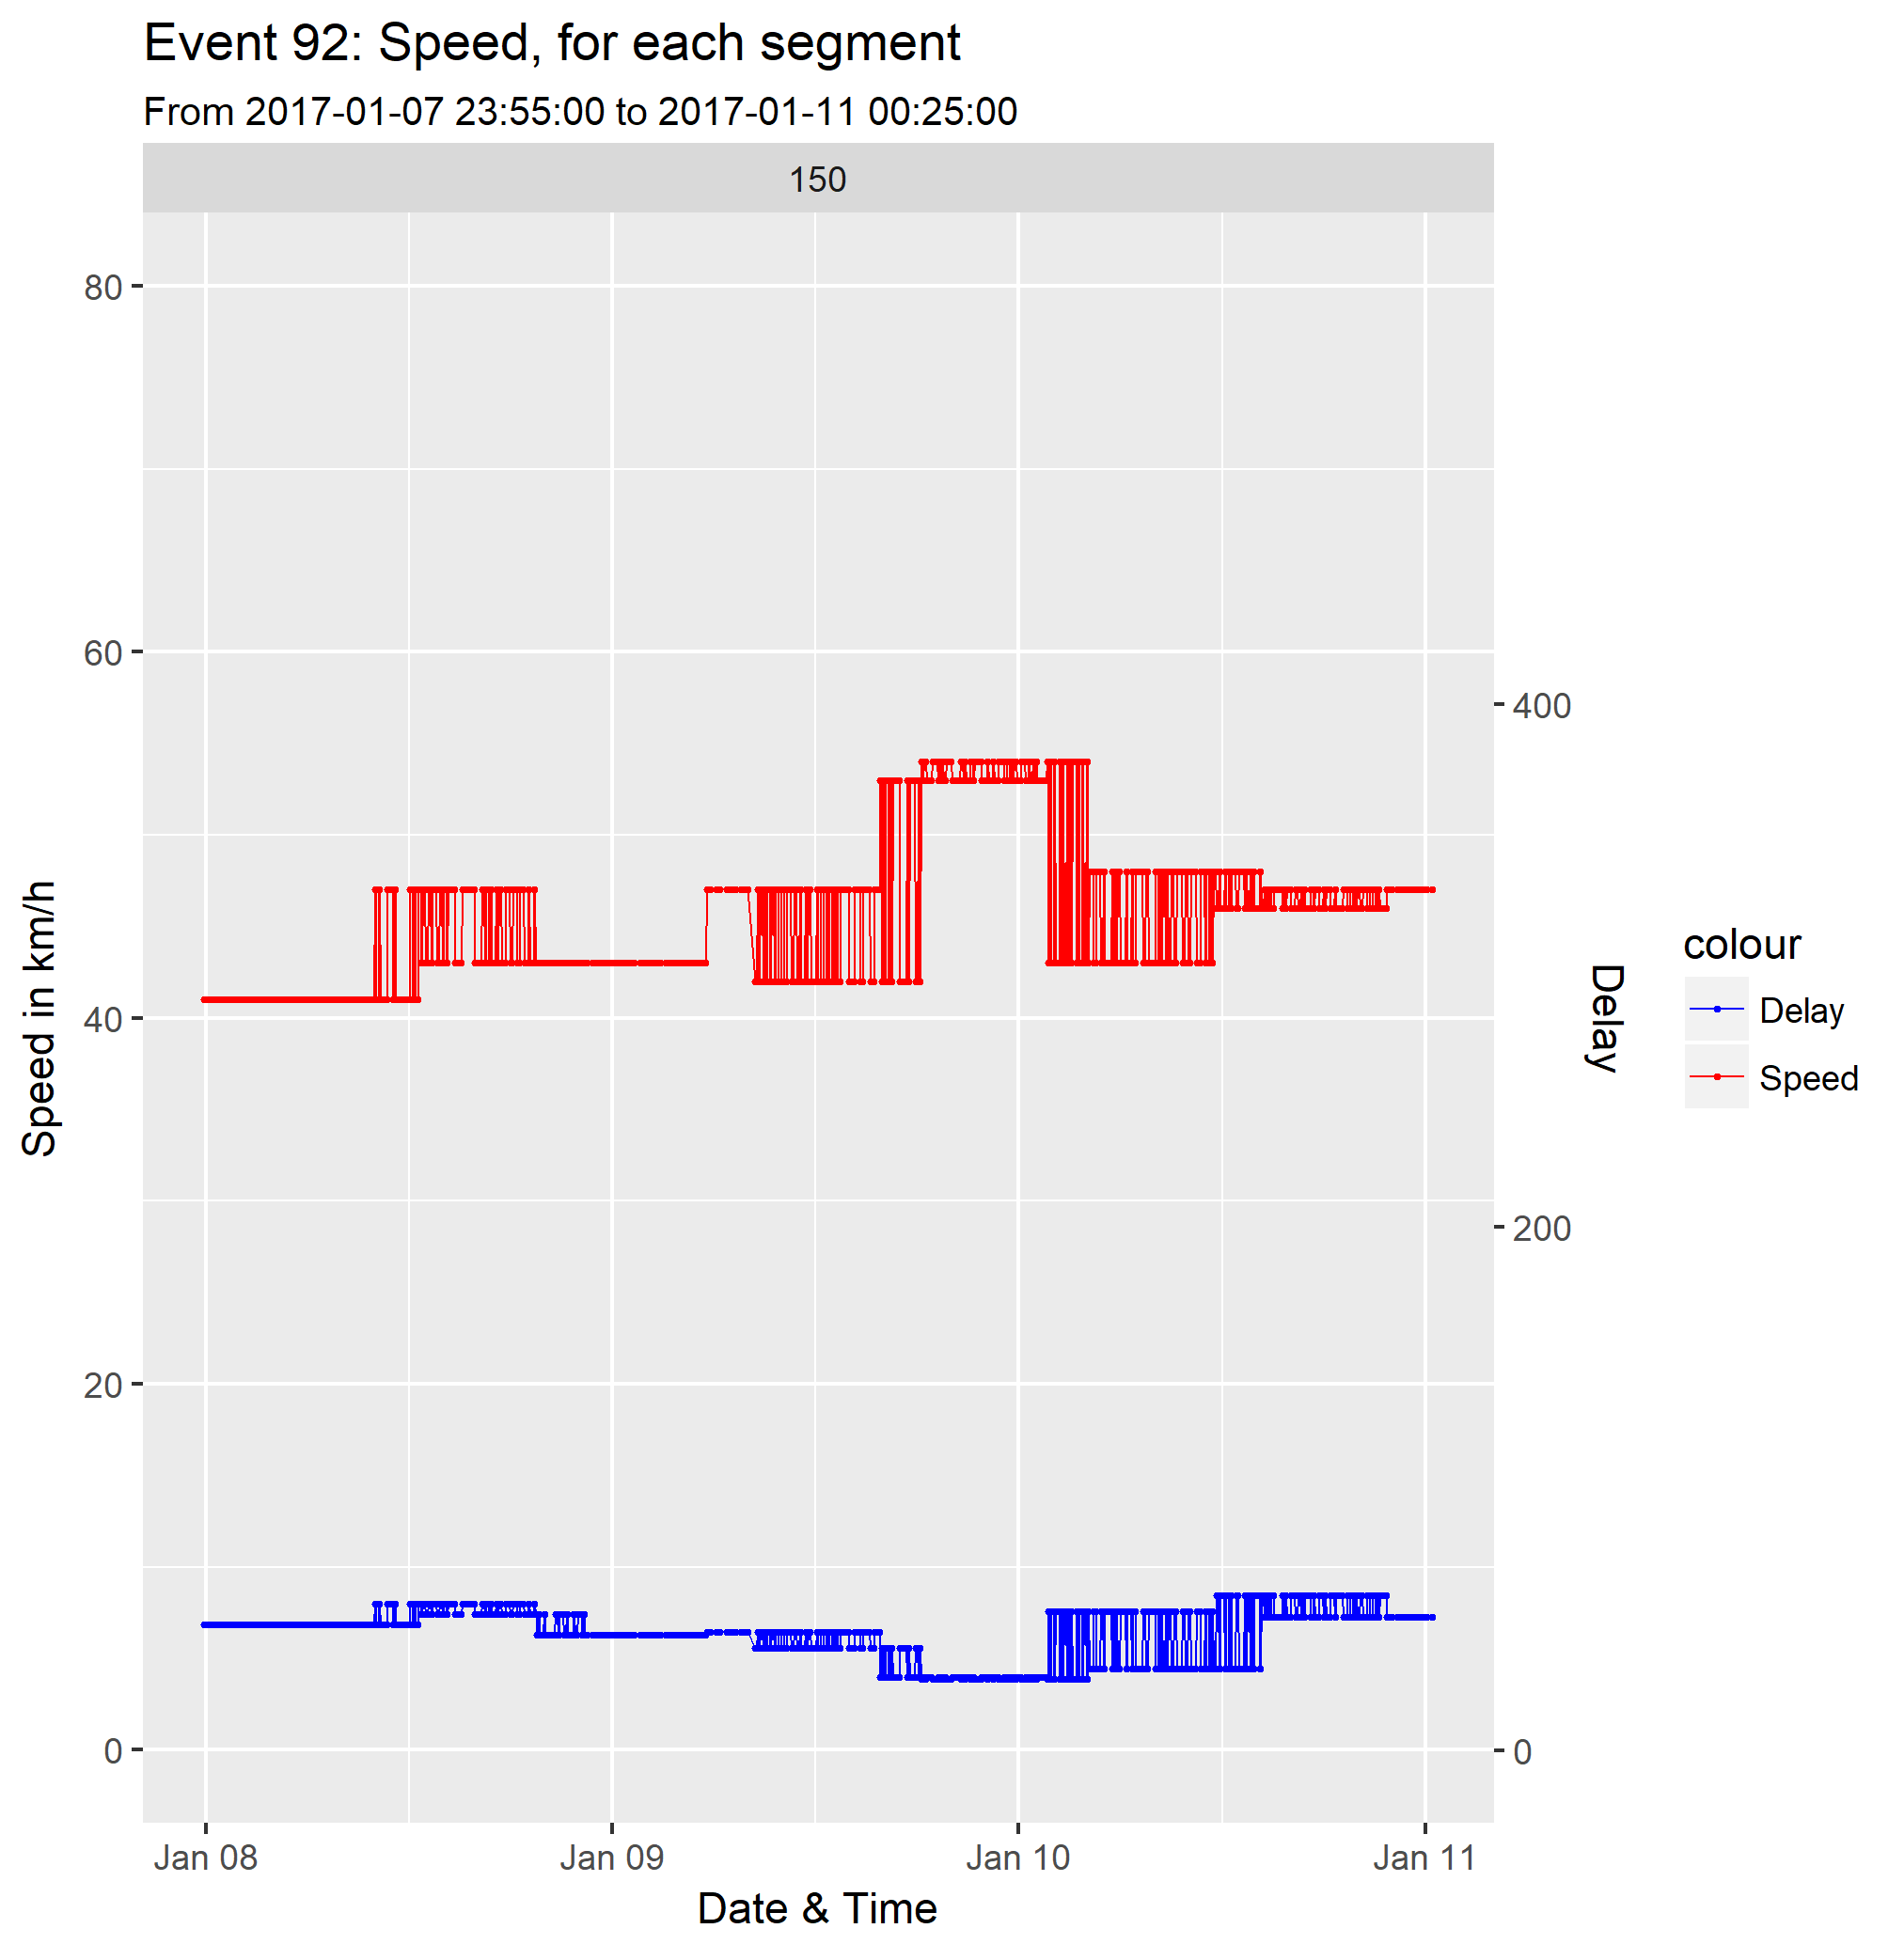 Event 92: Speed, for each segment
From 2017-01-07 23:55:00 to 2017-01-11 00:25:00
150
80
60
40
20
0
Speed in km/h
400
200
0
Delay
Jan 08
Jan 09
Jan 10
Jan 11
Date & Time
colour
Delay
Speed